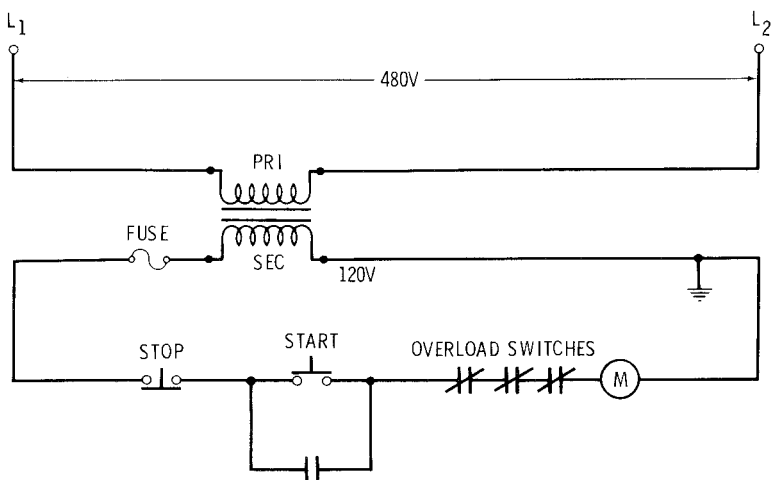 L1
L2
480V
PRI
FUSE
SEC
120V
STOP
START
OVERLOAD SWITCHES
M